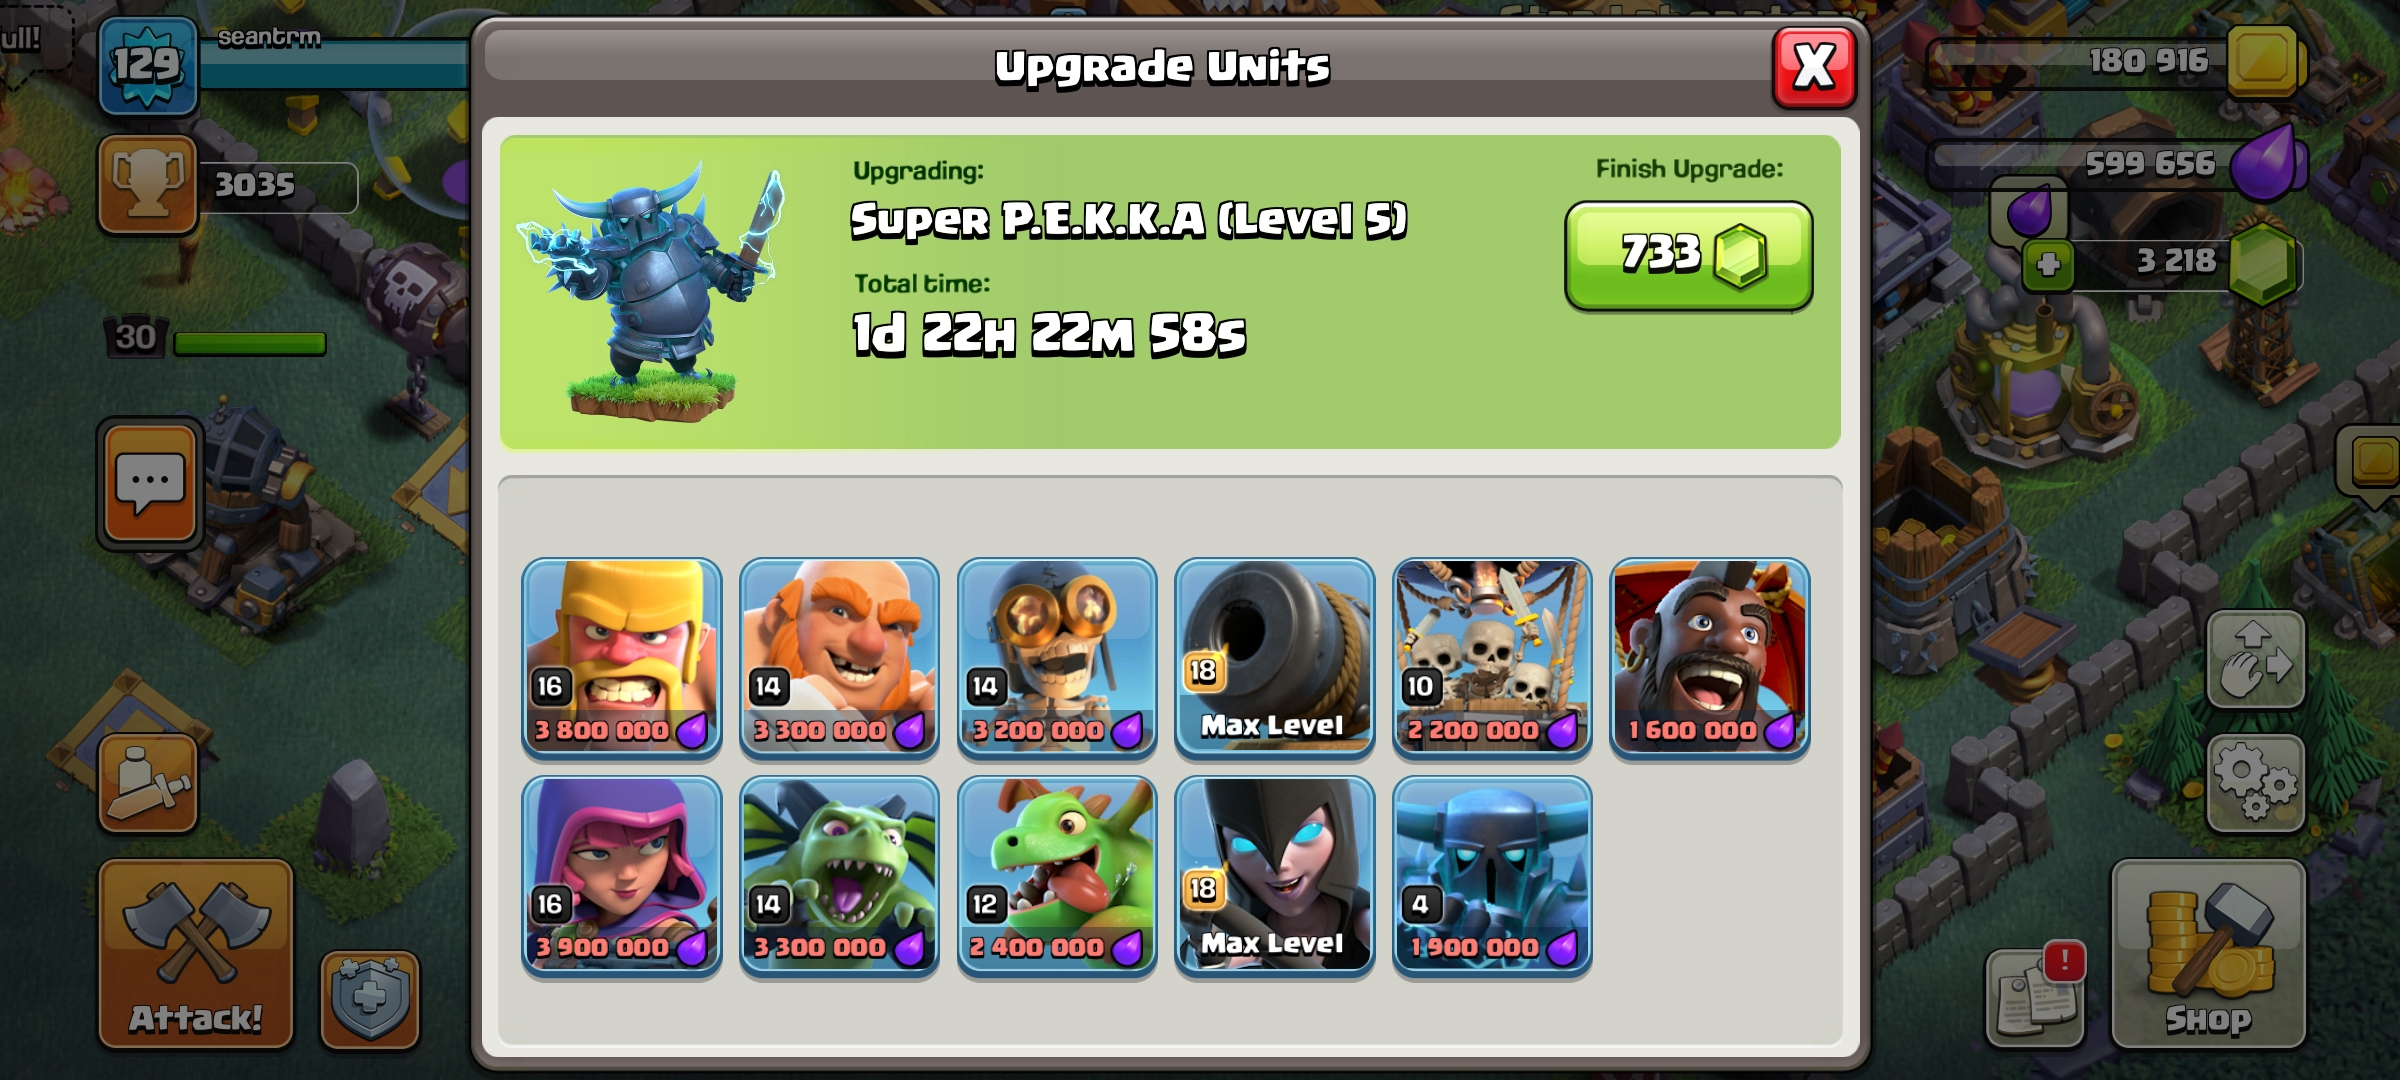 ull!
129
seantrm
3035
30
Upgrade Units
X
Upgrading:
Super P.E.K.K.A (Level 5)
Total time:
1d 22H 22M 58s
Finish Upgrade:
733
180 916
599 656
3 218
16
3 800 000
14
3 300 000
14
3 200 000
18
Max Level
10
2 200 000
1 600 000
16
3 900 000
14
3 300 000
12
2 400 000
18
Max Level
4
1 900 000
Attack!
!
Shop